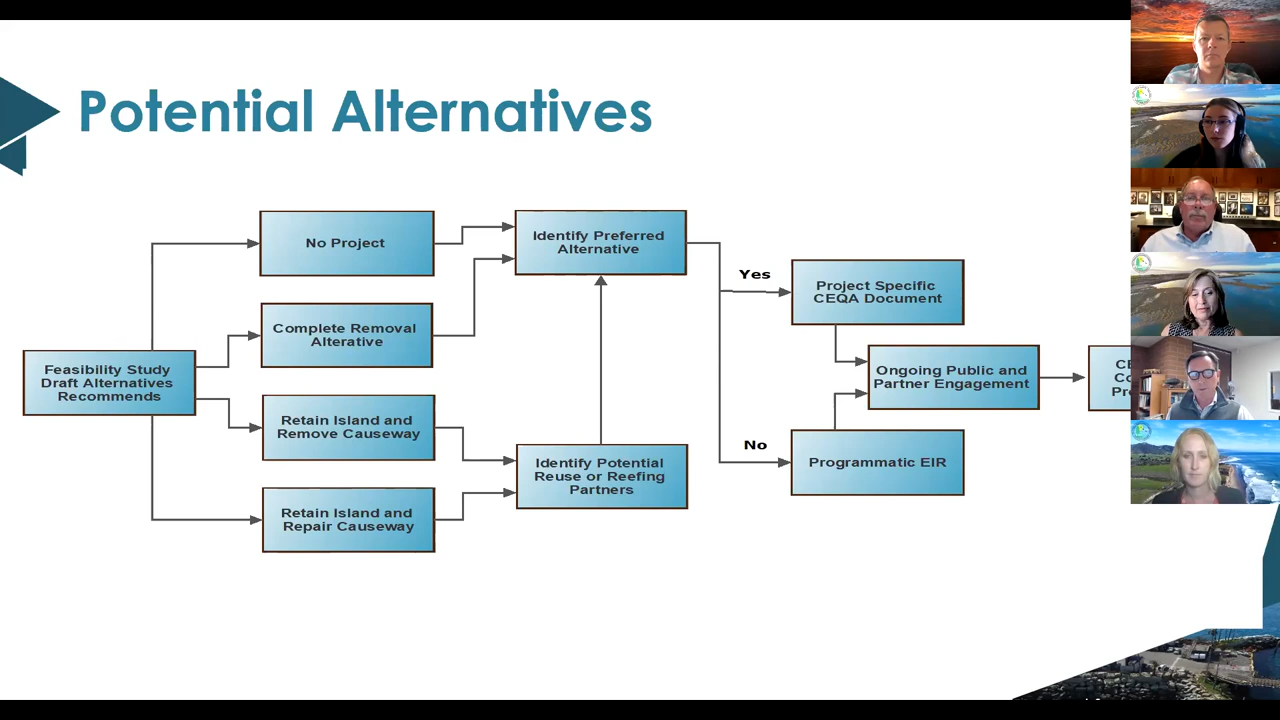 Potential Alternatives
No Project
Identify Preferred
Alternative
Complete Removal
Alterative
Feasibility Study
Draft Alternatives
Recommends
Retain Island and
Remove Causeway
Retain Island and
Repair Causeway
Identify Potential
Reuse or Reefing
Partners
Yes
No
Project Specific
CEQA Document
Ongoing Public and
Partner Engagement
Programmatic EIR